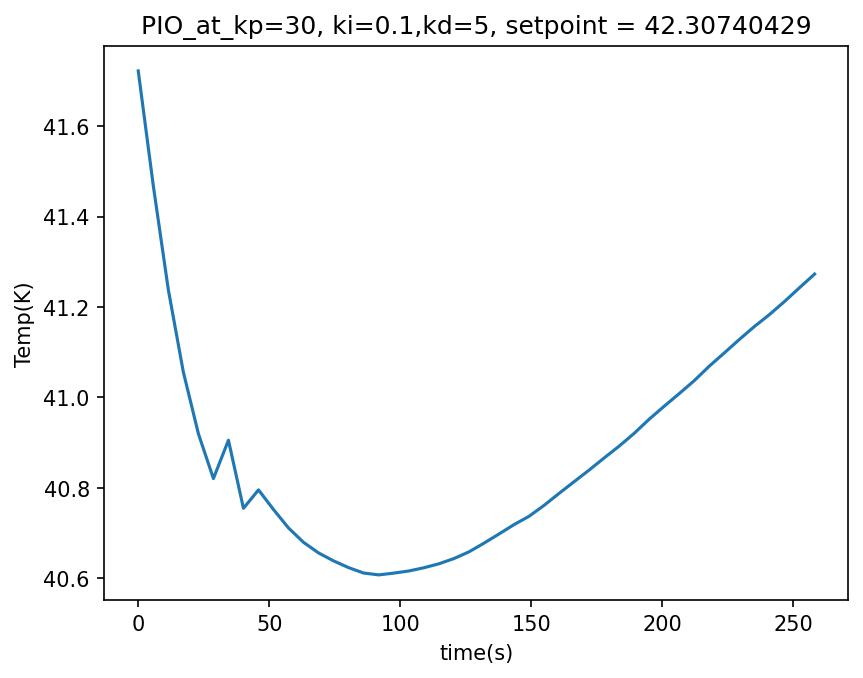 PIO_at_kp=30, ki=0.1,kd=5, setpoint = 42.30740429
41.6
41.4
41.2
41.0
40.8
40.6
Temp(K)
0 50 100 150 200 250
time(s)